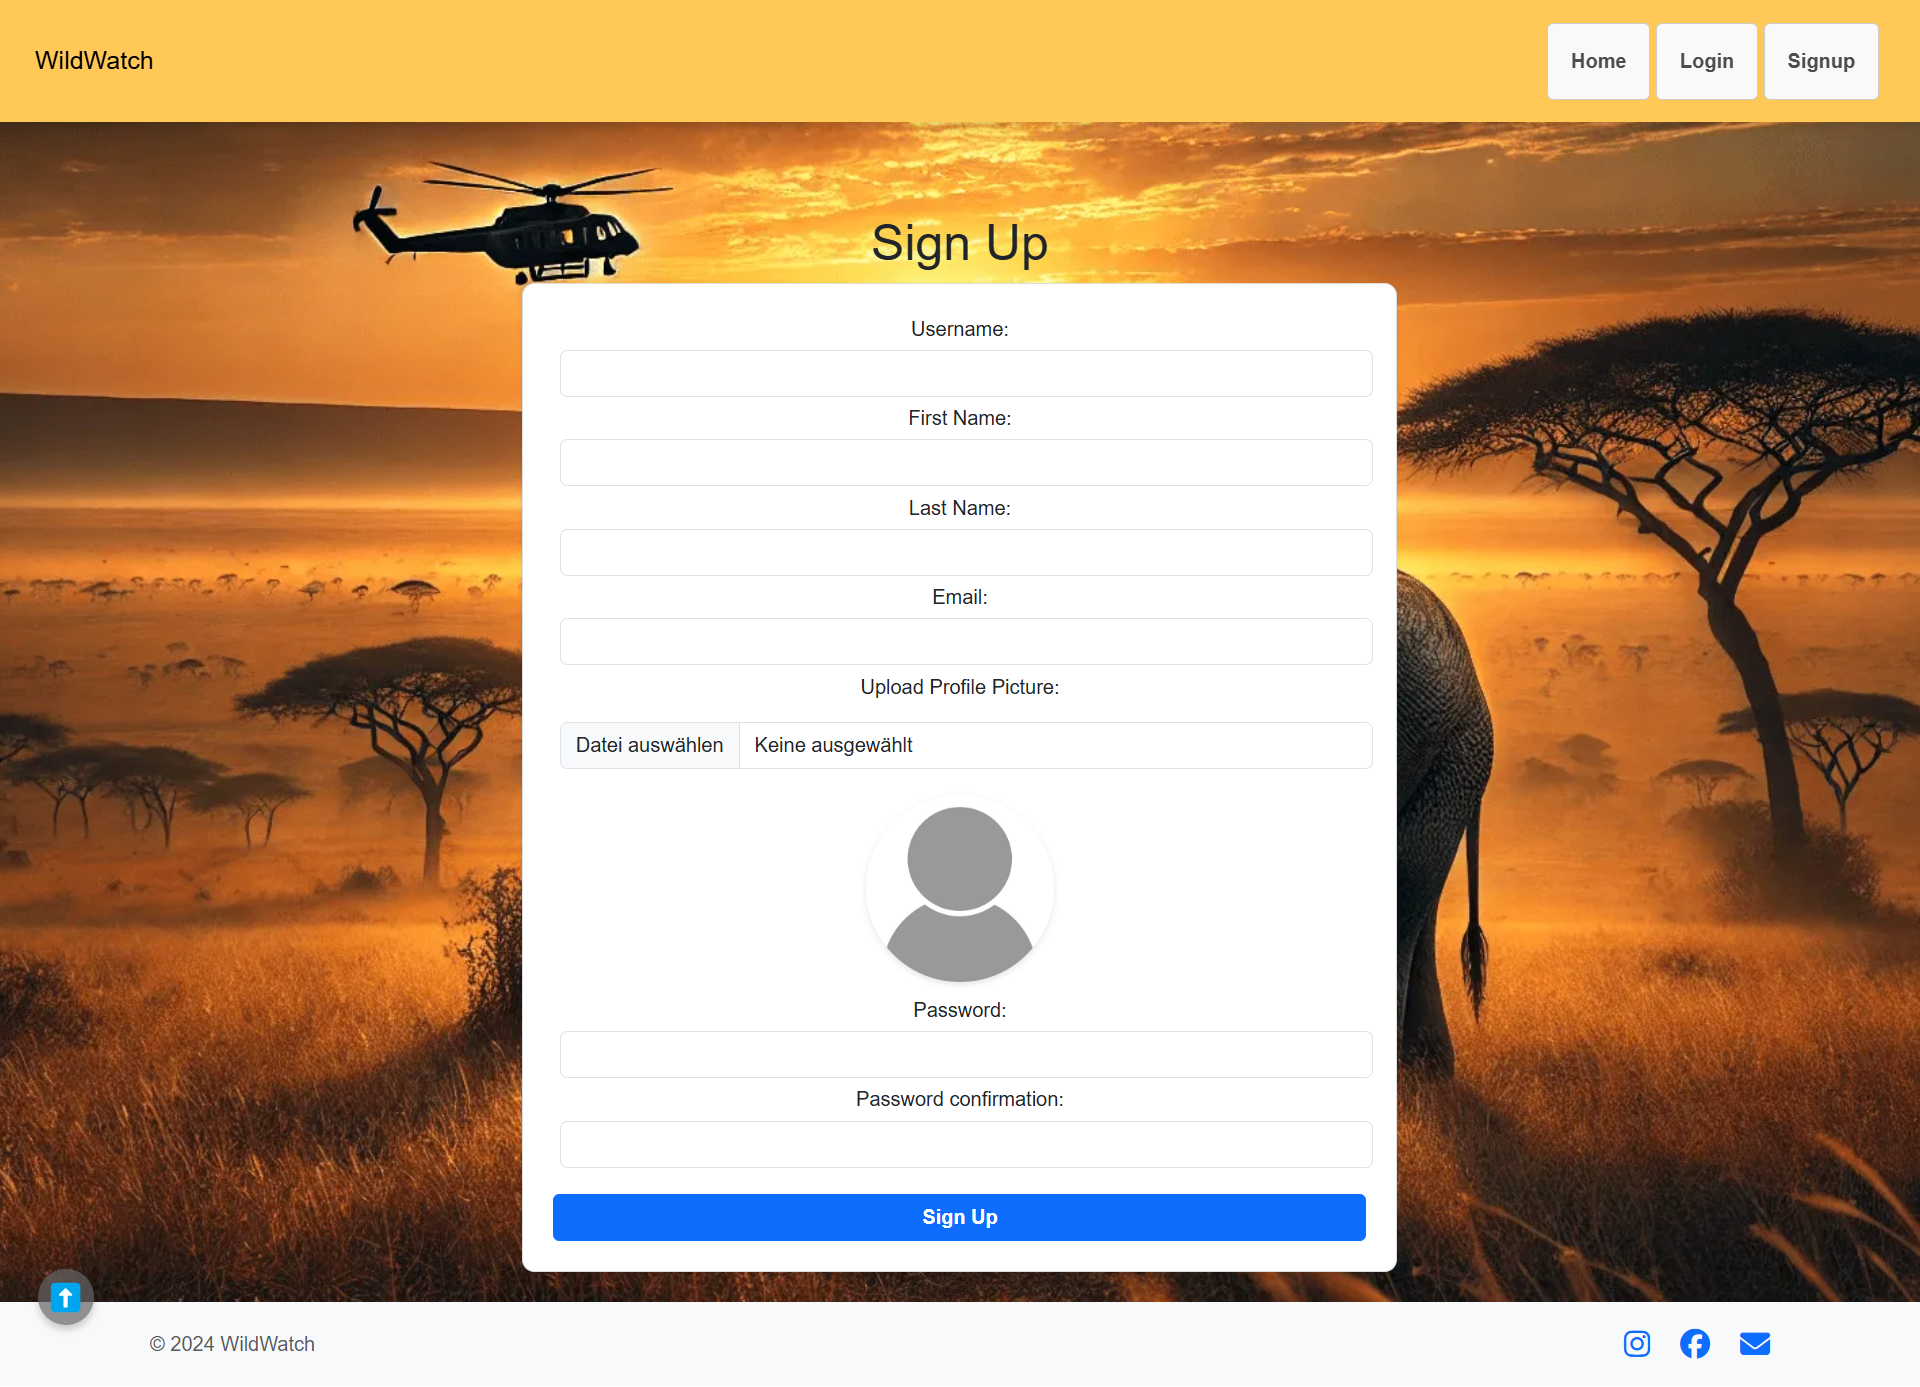 WildWatch
Home Login Signup
Sign Up
Username:
First Name:
Last Name:
Email:
Upload Profile Picture:
Datei auswählen Keine ausgewählt
Password:
Password confirmation:
Sign Up
© 2024 WildWatch